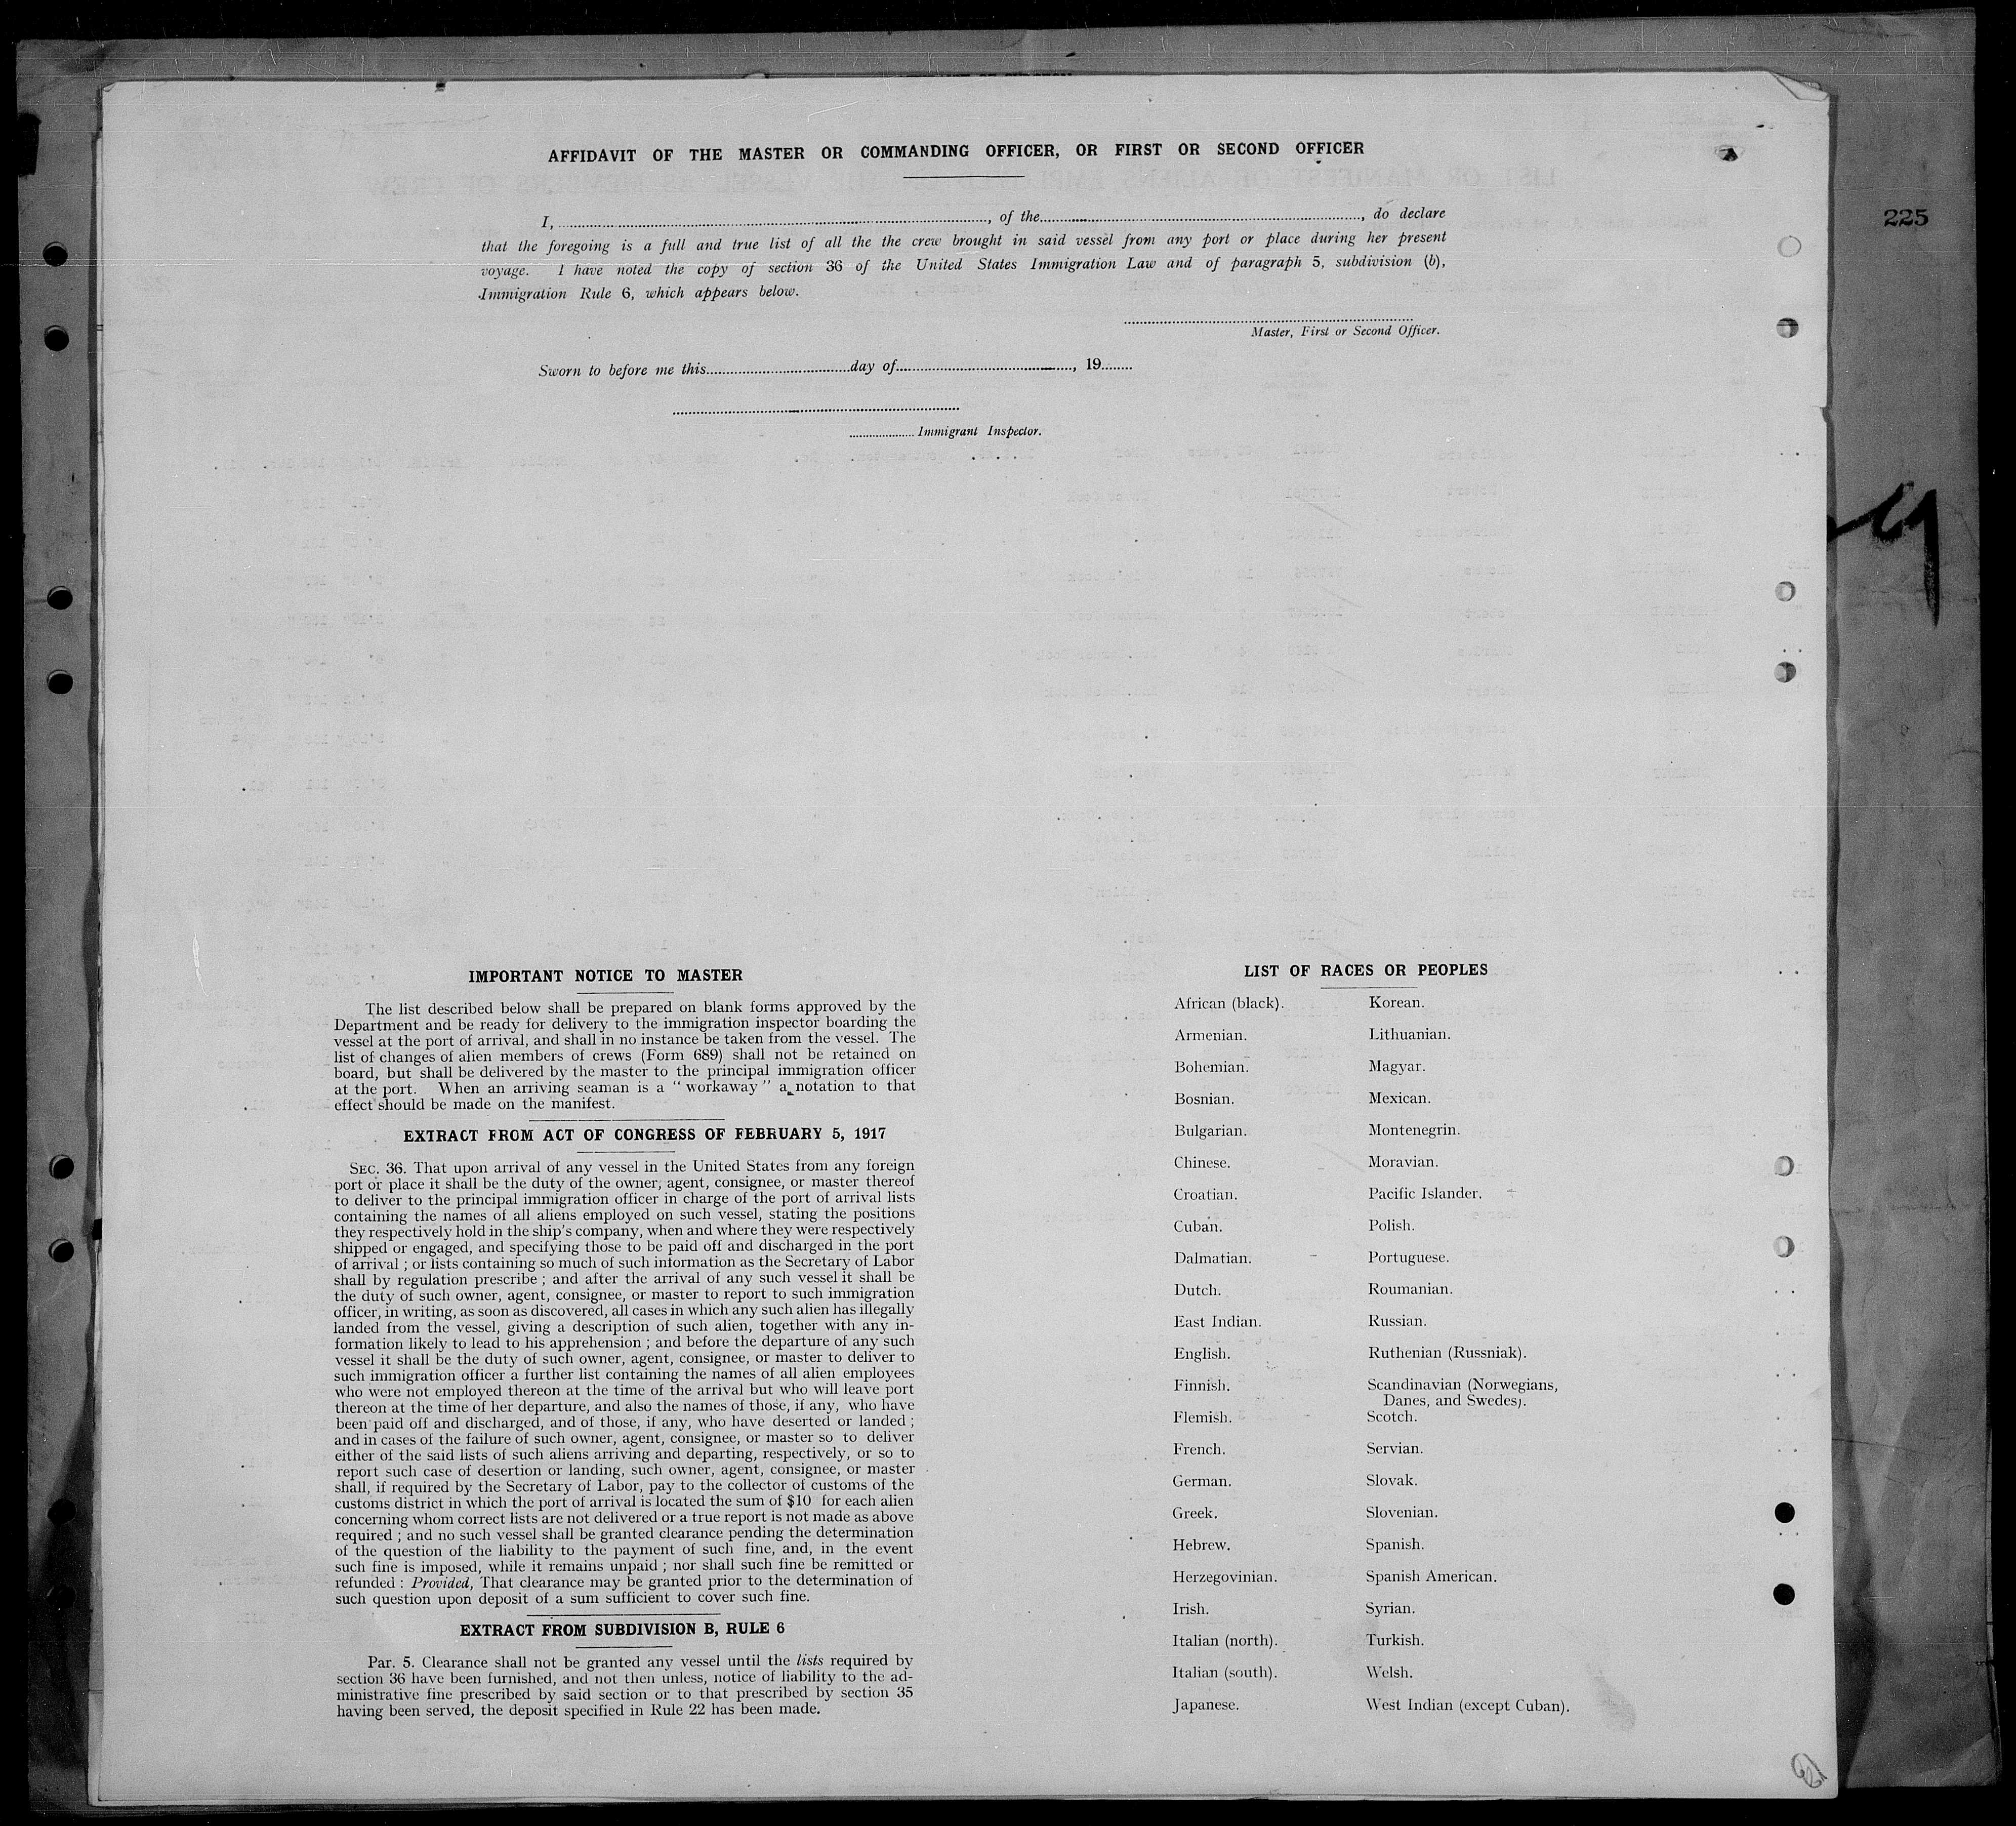 AFFIDAVIT OF THE MASTER OR COMMANDING OFFICER, OR FIRST OR SECOND OFFICER
225
I, ........, of the........, do declare
that the foregoing is a full and true list of all the the crew brought in said vessel from any port or place during her present
voyage. I have noted the copy of section 36 of the United States Immigration Law and of paragraph 5, subdivision (b),
Immigration Rule 6, which appears below.
Master, First or Second Officer.
Sworn to before me this........day of........, 19........
........Immigrant Inspector.
IMPORTANT NOTICE TO MASTER
The list described below shall be prepared on blank forms approved by the
Department and be ready for delivery to the immigration inspector boarding the
vessel at the port of arrival, and shall in no instance be taken from the vessel. The
list of changes of alien members of crews (Form 689) shall not be retained on
board, but shall be delivered by the master to the principal immigration officer
at the port. When an arriving seaman is a "workaway" a notation to that
effect should be made on the manifest.
EXTRACT FROM ACT OF CONGRESS OF FEBRUARY 5, 1917
SEC. 36. That upon arrival of any vessel in the United States from any foreign
port or place it shall be the duty of the owner, agent, consignee, or master thereof
to deliver to the principal immigration officer in charge of the port of arrival lists
containing the names of all aliens employed on such vessel, stating the positions
they respectively hold in the ship's company, when and where they were respectively
shipped or engaged, and specifying those to be paid off and discharged in the port
of arrival ; or lists containing so much of such information as the Secretary of Labor
shall by regulation prescribe ; and after the arrival of any such vessel it shall be
the duty of such owner, agent, consignee, or master to report to such immigration
officer, in writing, as soon as discovered, all cases in which any such alien has illegally
landed from the vessel, giving a description of such alien, together with any in-
formation likely to lead to his apprehension ; and before the departure of any such
vessel it shall be the duty of such owner, agent, consignee, or master to deliver to
such immigration officer a further list containing the names of all alien employees
who were not employed thereon at the time of the arrival but who will leave port
thereon at the time of her departure, and also the names of those, if any, who have
been paid off and discharged, and of those, if any, who have deserted or landed ;
and in cases of the failure of such owner, agent, consignee, or master so to deliver
either of the said lists of such aliens arriving and departing, respectively, or so to
report such case of desertion or landing, such owner, agent, consignee, or master
shall, if required by the Secretary of Labor, pay to the collector of customs of the
customs district in which the port of arrival is located the sum of $10 for each alien
concerning whom correct lists are not delivered or a true report is not made as above
required ; and no such vessel shall be granted clearance pending the determination
of the question of the liability to the payment of such fine, and, in the event
such fine is imposed, while it remains unpaid ; nor shall such fine be remitted or
refunded : Provided, That clearance may be granted prior to the determination of
such question upon deposit of a sum sufficient to cover such fine.
EXTRACT FROM SUBDIVISION B, RULE 6
Par. 5. Clearance shall not be granted any vessel until the lists required by
section 36 have been furnished, and not then unless, notice of liability to the ad-
ministrative fine prescribed by said section or to that prescribed by section 35
having been served, the deposit specified in Rule 22 has been made.
LIST OF RACES OR PEOPLES
African (black).
Armenian.
Bohemian.
Bosnian.
Bulgarian.
Chinese.
Croatian.
Cuban.
Dalmatian.
Dutch.
East Indian.
English.
Finnish.
Flemish.
French.
German.
Greek.
Hebrew.
Herzegovinian.
Irish.
Italian (north).
Italian (south).
Japanese.
Korean.
Lithuanian.
Magyar.
Mexican.
Montenegrin.
Moravian.
Pacific Islander.
Polish.
Portuguese.
Roumanian.
Russian.
Ruthenian (Russniak).
Scandinavian (Norwegians,
Danes, and Swedes).
Scotch.
Servian.
Slovak.
Slovenian.
Spanish.
Spanish American.
Syrian.
Turkish.
Welsh.
West Indian (except Cuban).